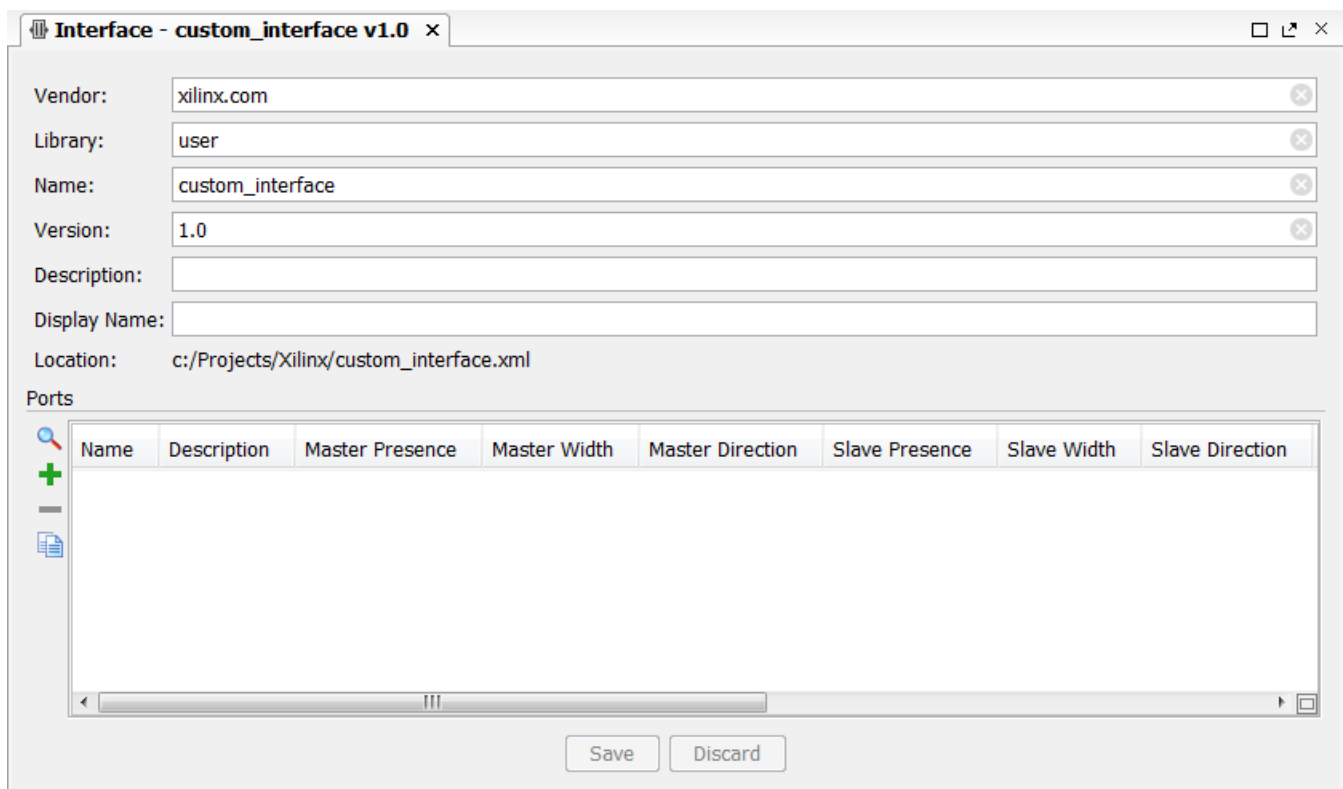 Interface - custom_interface v1.0
Vendor: xilinx.com
Library: user
Name: custom_interface
Version: 1.0
Description:
Display Name:
Location: c:/Projects/Xilinx/custom_interface.xml
Ports
Name Description Master Presence Master Width Master Direction Slave Presence Slave Width Slave Direction
Save Discard